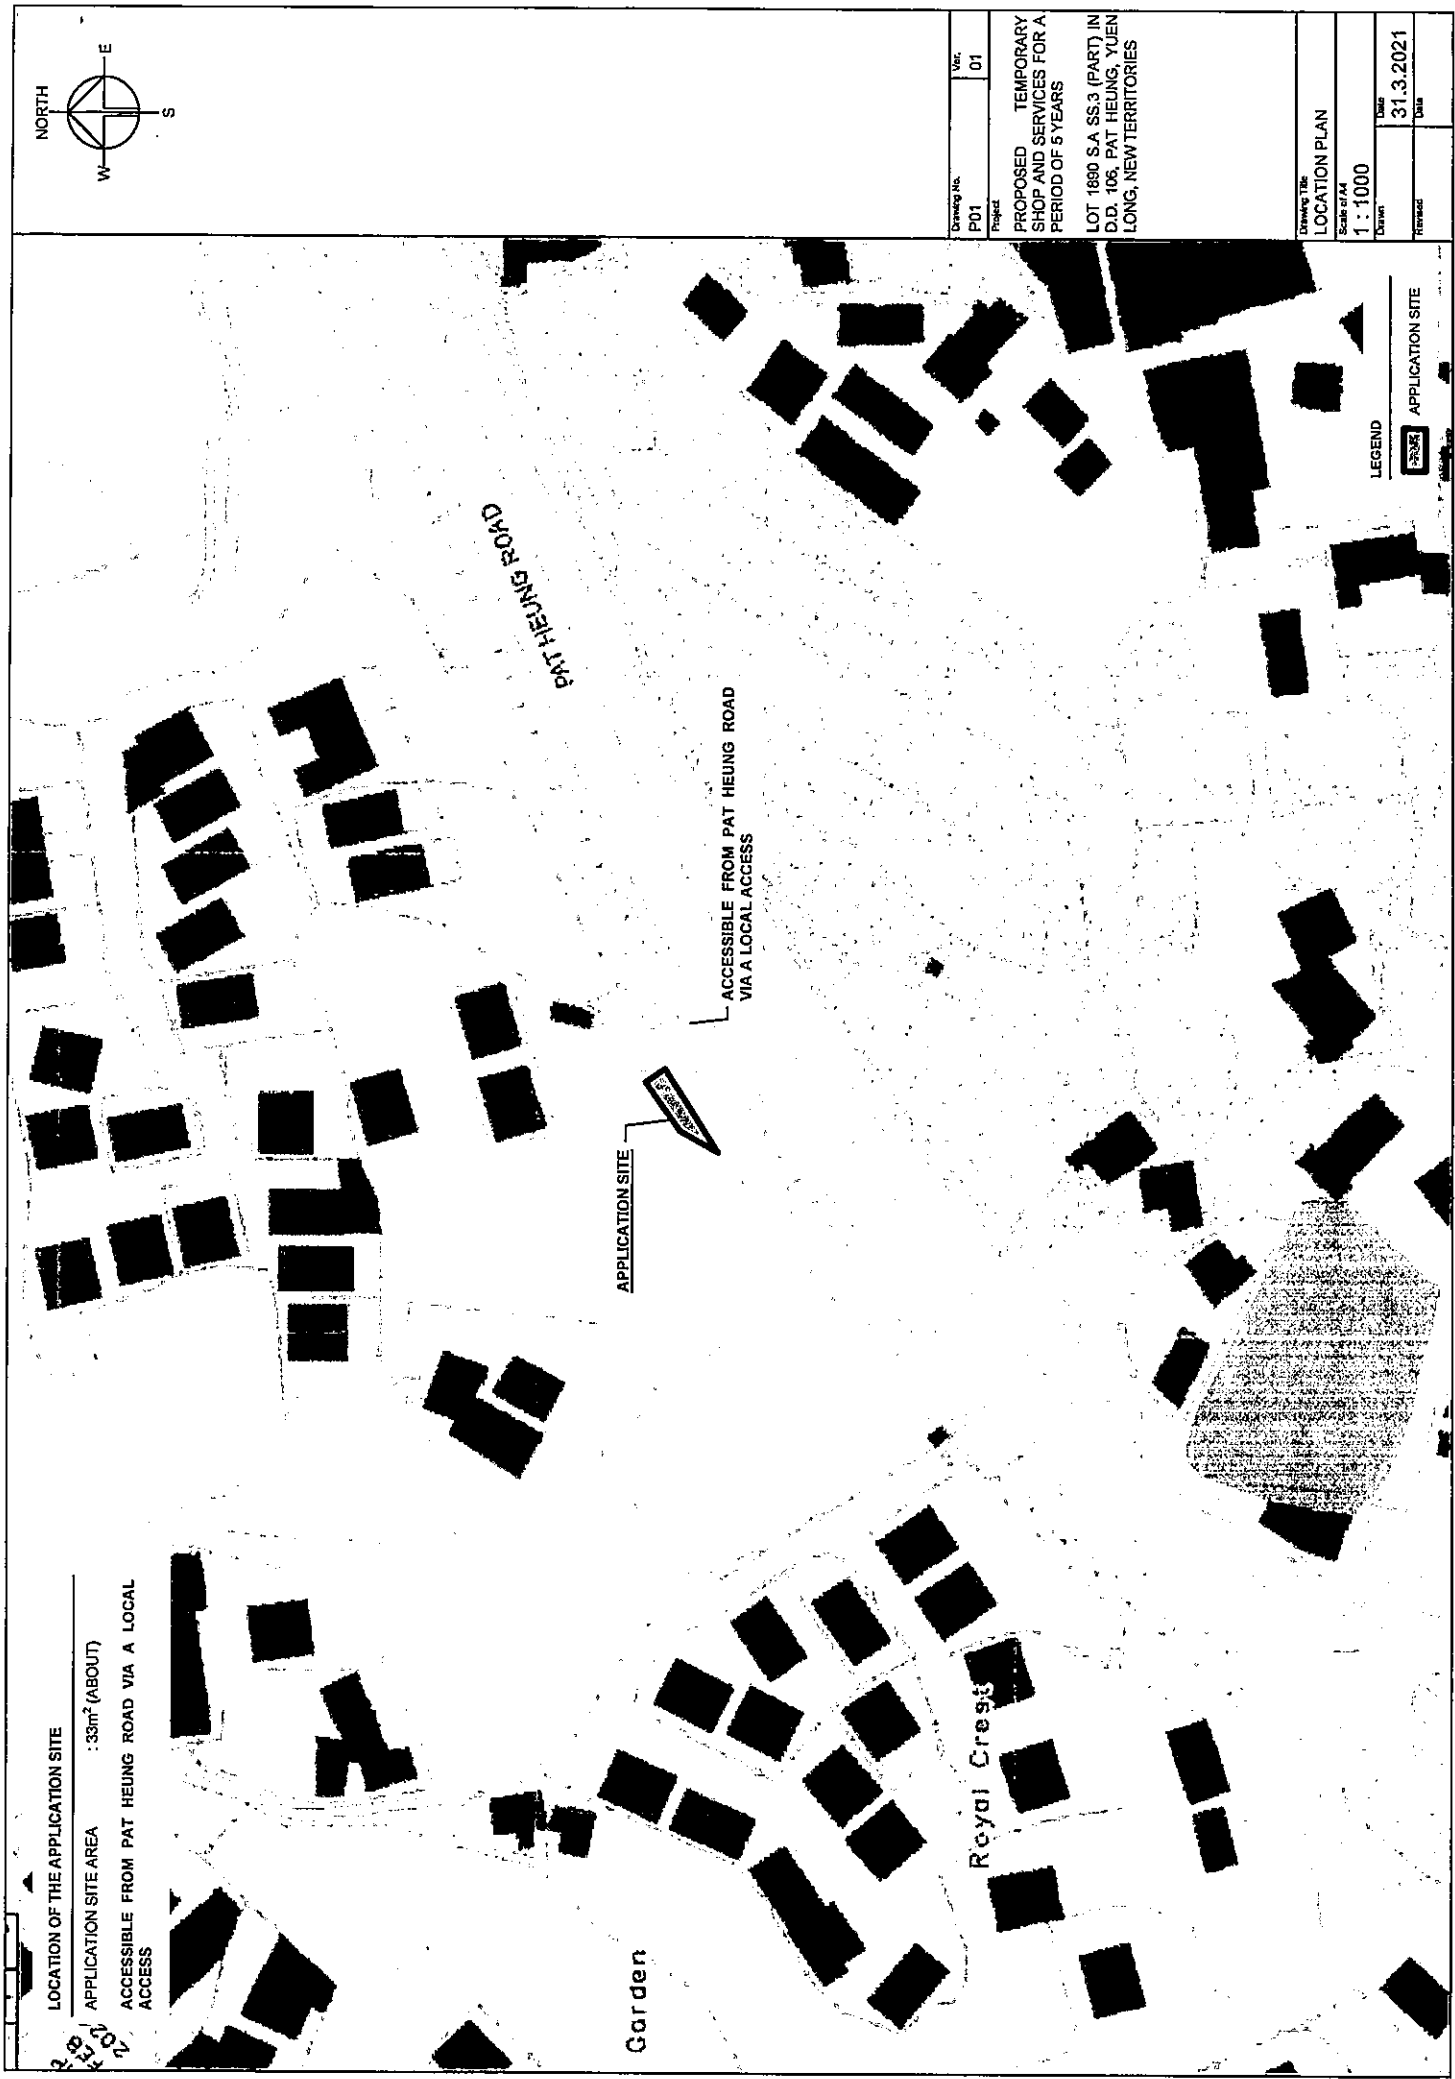 LOCATION OF THE APPLICATION SITE
APPLICATION SITE AREA : 33m² (ABOUT)
ACCESSIBLE FROM PAT HEUNG ROAD VIA A LOCAL
ACCESS
NORTH
W
E
S
PAT HEUNG ROAD
APPLICATION SITE
ACCESSIBLE FROM PAT HEUNG ROAD
VIA A LOCAL ACCESS
Garden
Royal Crest
LEGEND
APPLICATION SITE
Drawing No.
Ver.
P01
01
Project
PROPOSED TEMPORARY
SHOP AND SERVICES FOR A
PERIOD OF 5 YEARS
LOT 1890 S.A SS.3 (PART) IN
D.D. 106, PAT HEUNG, YUEN
LONG, NEW TERRITORIES
Drawing Title
LOCATION PLAN
Scale of A4
1 : 1000
Drawn
Date
31.3.2021
Revised
Date